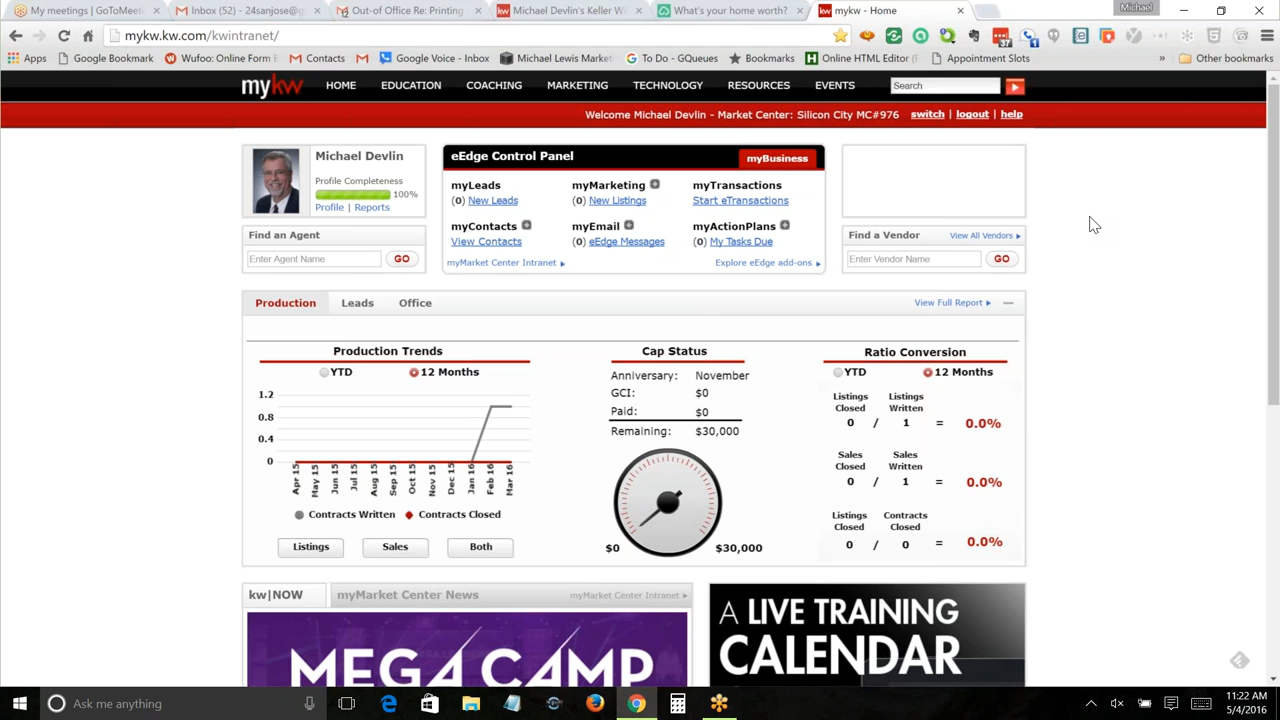 My meetings | GoToMeeti
Inbox (52) - 24sanjose@g
Out-of Office Re: Printing
Michael Devlin's Keller W
What's your home worth?
mykw - Home
Michael
mykw.kw.com/kwintranet/
37
1
Apps
Google Bookmark
Wufoo: Online Form B
Contacts
Google Voice - Inbox
Michael Lewis Market
To Do - GQueues
Bookmarks
Online HTML Editor
Appointment Slots
»
Other bookmarks
mykw
HOME
EDUCATION
COACHING
MARKETING
TECHNOLOGY
RESOURCES
EVENTS
Search
Welcome Michael Devlin - Market Center: Silicon City MC#976 switch | logout | help
Michael Devlin
Profile Completeness
100%
Profile | Reports
Find an Agent
Enter Agent Name
GO
eEdge Control Panel
myBusiness
myLeads
(0) New Leads
myMarketing
(0) New Listings
myTransactions
Start eTransactions
myContacts
View Contacts
myEmail
(0) eEdge Messages
myActionPlans
(0) My Tasks Due
myMarket Center Intranet
Explore eEdge add-ons
Find a Vendor
View All Vendors
Enter Vendor Name
GO
Production
Leads
Office
View Full Report
Production Trends
YTD
12 Months
1.2
0.8
0.4
0
Apr 15
May 15
Jun 15
Jul 15
Aug 15
Sep 15
Oct 15
Nov 15
Dec 15
Jan 16
Feb 16
Mar 16
Contracts Written
Contracts Closed
Listings
Sales
Both
Cap Status
Anniversary: November
GCI: $0
Paid: $0
Remaining: $30,000
$0
$30,000
Ratio Conversion
YTD
12 Months
Listings Closed
Listings Written
0 / 1 = 0.0%
Sales Closed
Sales Written
0 / 1 = 0.0%
Listings Closed
Contracts Closed
0 / 0 = 0.0%
kw|NOW
myMarket Center News
myMarket Center Intranet
MEGA CAMP
A LIVE TRAINING
CALENDAR
Ask me anything
11:22 AM
5/4/2016